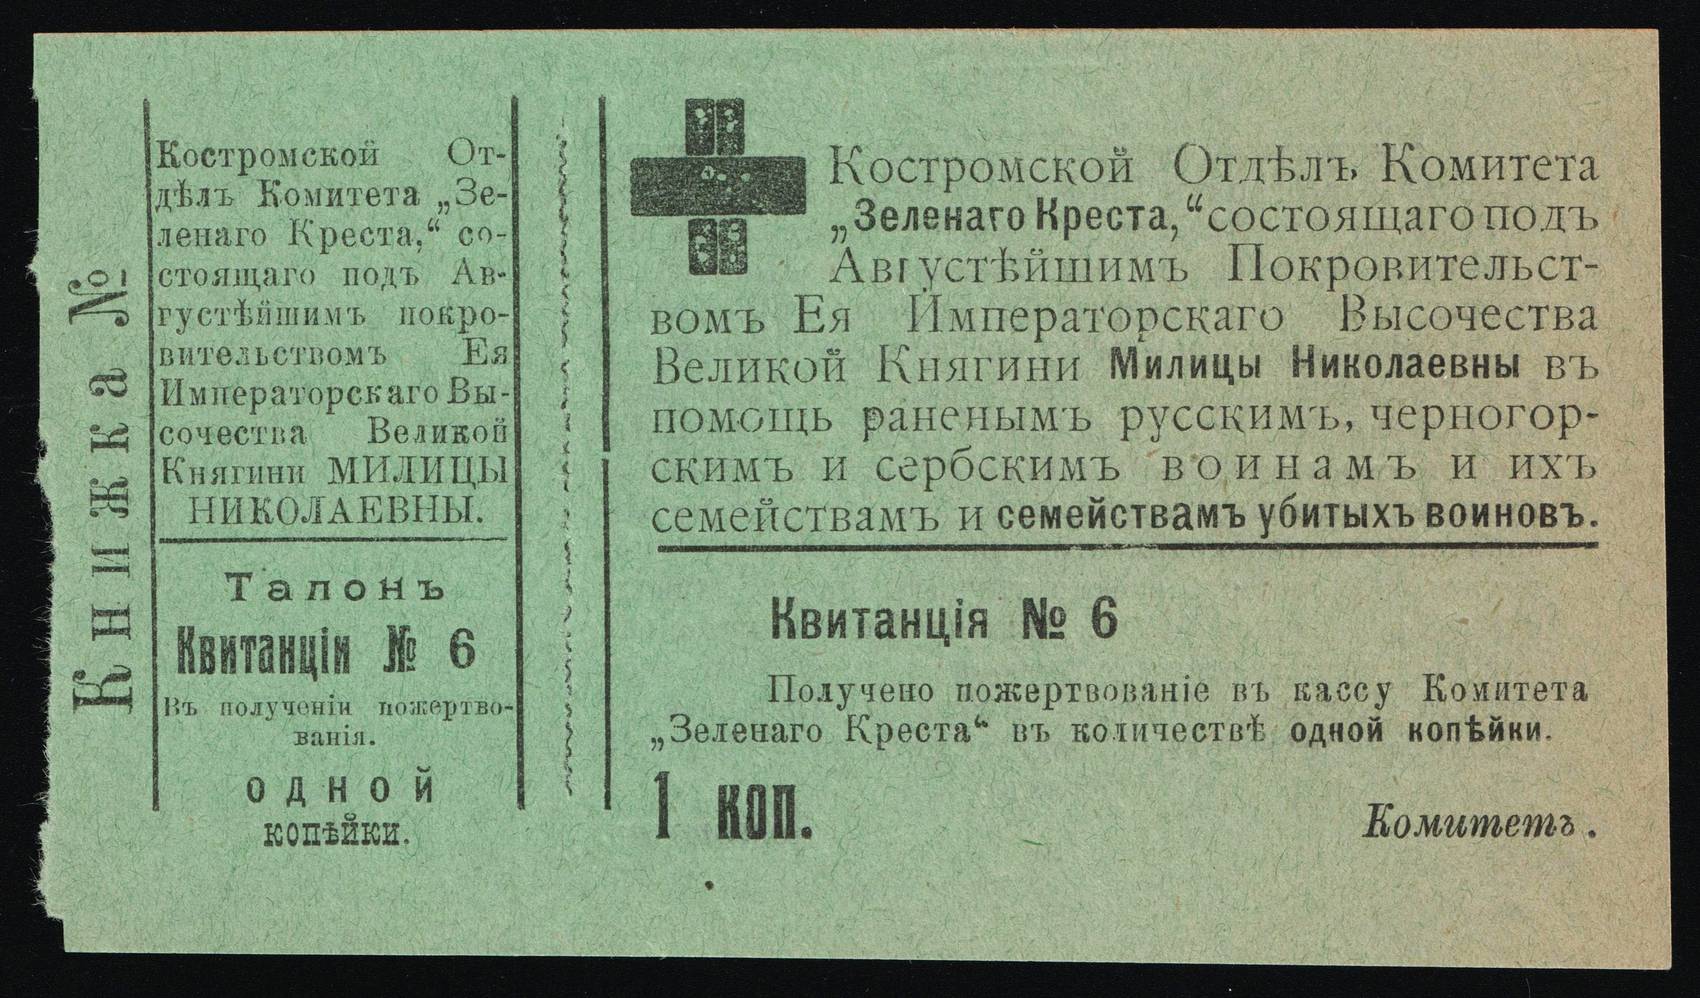 Книжка №
Костромской От-
дѣлъ Комитета „Зе-
ленаго Креста,“ со-
стоящаго подъ Ав-
густѣйшимъ покро-
вительствомъ Ея
Императорскаго Вы-
сочества Великой
Княгини МИЛИЦЫ
НИКОЛАЕВНЫ.
Талонъ
Квитанціи № 6
Въ полученіи пожертво-
ванія.
одной
копѣйки.
Костромской Отдѣлъ Комитета
„Зеленаго Креста,“ состоящаго подъ
Августѣйшимъ Покровительст-
вомъ Ея Императорскаго Высочества
Великой Княгини Милицы Николаевны въ
помощь раненымъ русскимъ, черногор-
скимъ и сербскимъ воинамъ и ихъ
семействамъ и семействамъ убитыхъ воиновъ.
Квитанція № 6
Получено пожертвованіе въ кассу Комитета
„Зеленаго Креста“ въ количествѣ одной копѣйки.
1 коп.
Комитетъ.